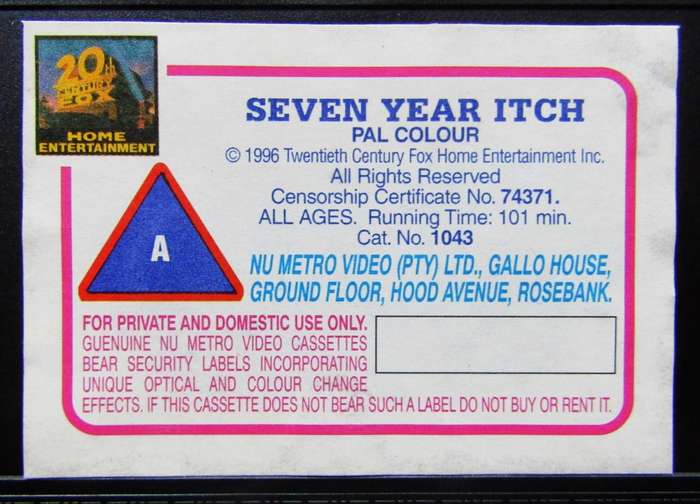 20th
CENTURY
FOX
HOME
ENTERTAINMENT
SEVEN YEAR ITCH
PAL COLOUR
© 1996 Twentieth Century Fox Home Entertainment Inc.
All Rights Reserved
Censorship Certificate No. 74371.
ALL AGES. Running Time: 101 min.
Cat. No. 1043
A
NU METRO VIDEO (PTY) LTD., GALLO HOUSE,
GROUND FLOOR, HOOD AVENUE, ROSEBANK.
FOR PRIVATE AND DOMESTIC USE ONLY.
GUENUINE NU METRO VIDEO CASSETTES
BEAR SECURITY LABELS INCORPORATING
UNIQUE OPTICAL AND COLOUR CHANGE
EFFECTS. IF THIS CASSETTE DOES NOT BEAR SUCH A LABEL DO NOT BUY OR RENT IT.